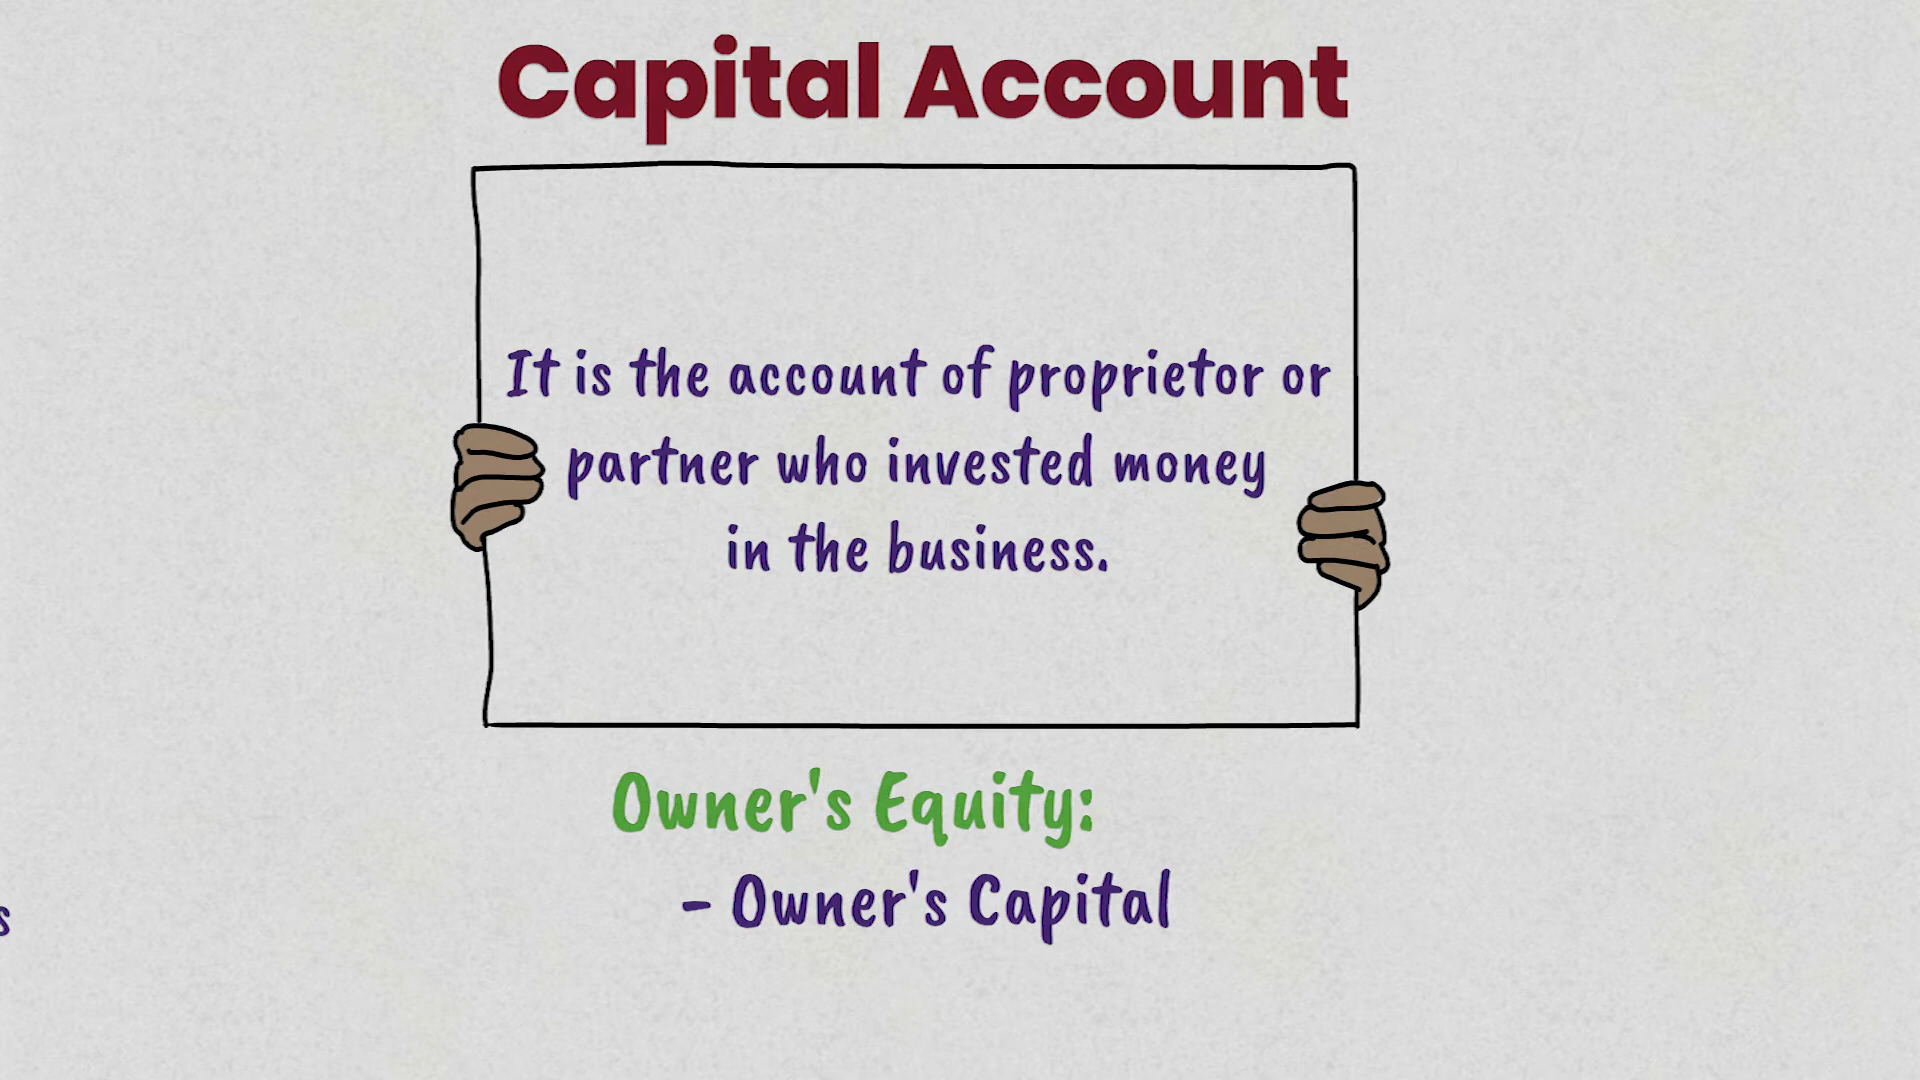 Capital Account
It is the account of proprietor or
partner who invested money
in the business.
Owner's Equity:
- Owner's Capital
s